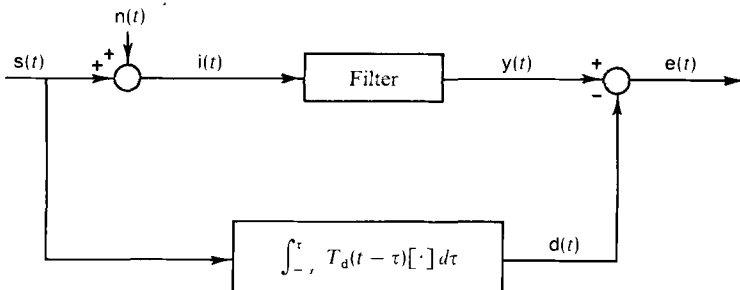 n(t)
s(t)
+
+
i(t)
Filter
y(t)
+
−
e(t)
∫ T_d(t − τ)[·] dτ
d(t)